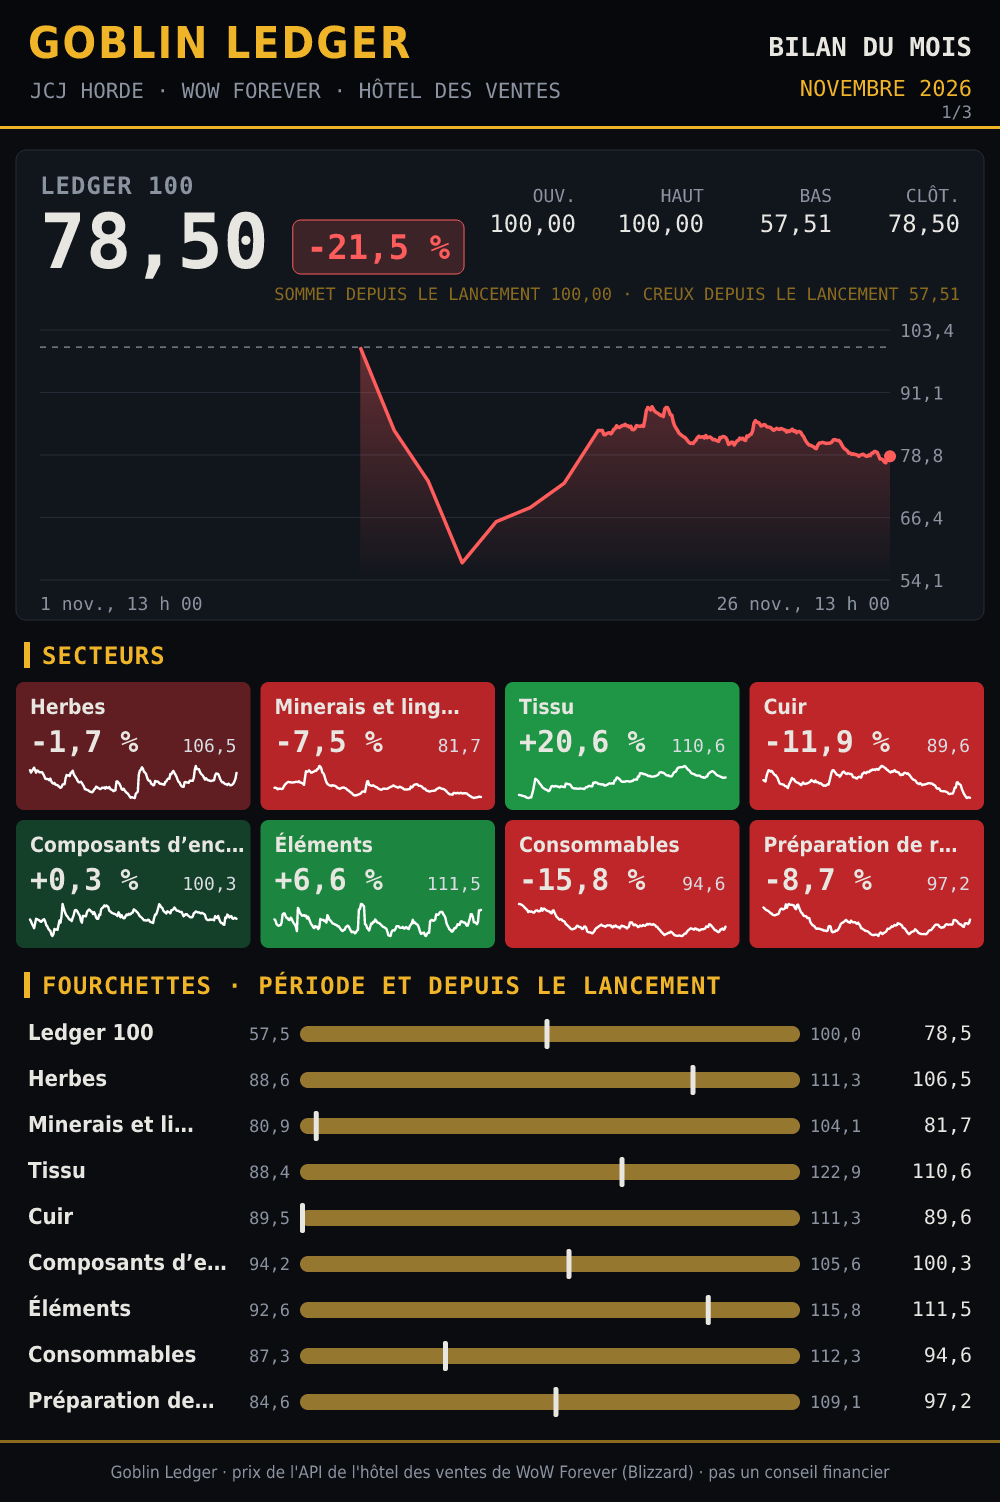 GOBLIN LEDGER
BILAN DU MOIS
JCJ HORDE · WOW FOREVER · HÔTEL DES VENTES
NOVEMBRE 2026
1/3
LEDGER 100
78,50
-21,5 %
OUV. HAUT BAS CLÔT.
100,00 100,00 57,51 78,50
SOMMET DEPUIS LE LANCEMENT 100,00 · CREUX DEPUIS LE LANCEMENT 57,51
103,4
91,1
78,8
66,4
54,1
1 nov., 13 h 00
26 nov., 13 h 00
SECTEURS
Herbes
-1,7 % 106,5
Minerais et ling…
-7,5 % 81,7
Tissu
+20,6 % 110,6
Cuir
-11,9 % 89,6
Composants d’enc…
+0,3 % 100,3
Éléments
+6,6 % 111,5
Consommables
-15,8 % 94,6
Préparation de r…
-8,7 % 97,2
FOURCHETTES · PÉRIODE ET DEPUIS LE LANCEMENT
Ledger 100 57,5 100,0 78,5
Herbes 88,6 111,3 106,5
Minerais et li… 80,9 104,1 81,7
Tissu 88,4 122,9 110,6
Cuir 89,5 111,3 89,6
Composants d’e… 94,2 105,6 100,3
Éléments 92,6 115,8 111,5
Consommables 87,3 112,3 94,6
Préparation de… 84,6 109,1 97,2
Goblin Ledger · prix de l'API de l'hôtel des ventes de WoW Forever (Blizzard) · pas un conseil financier